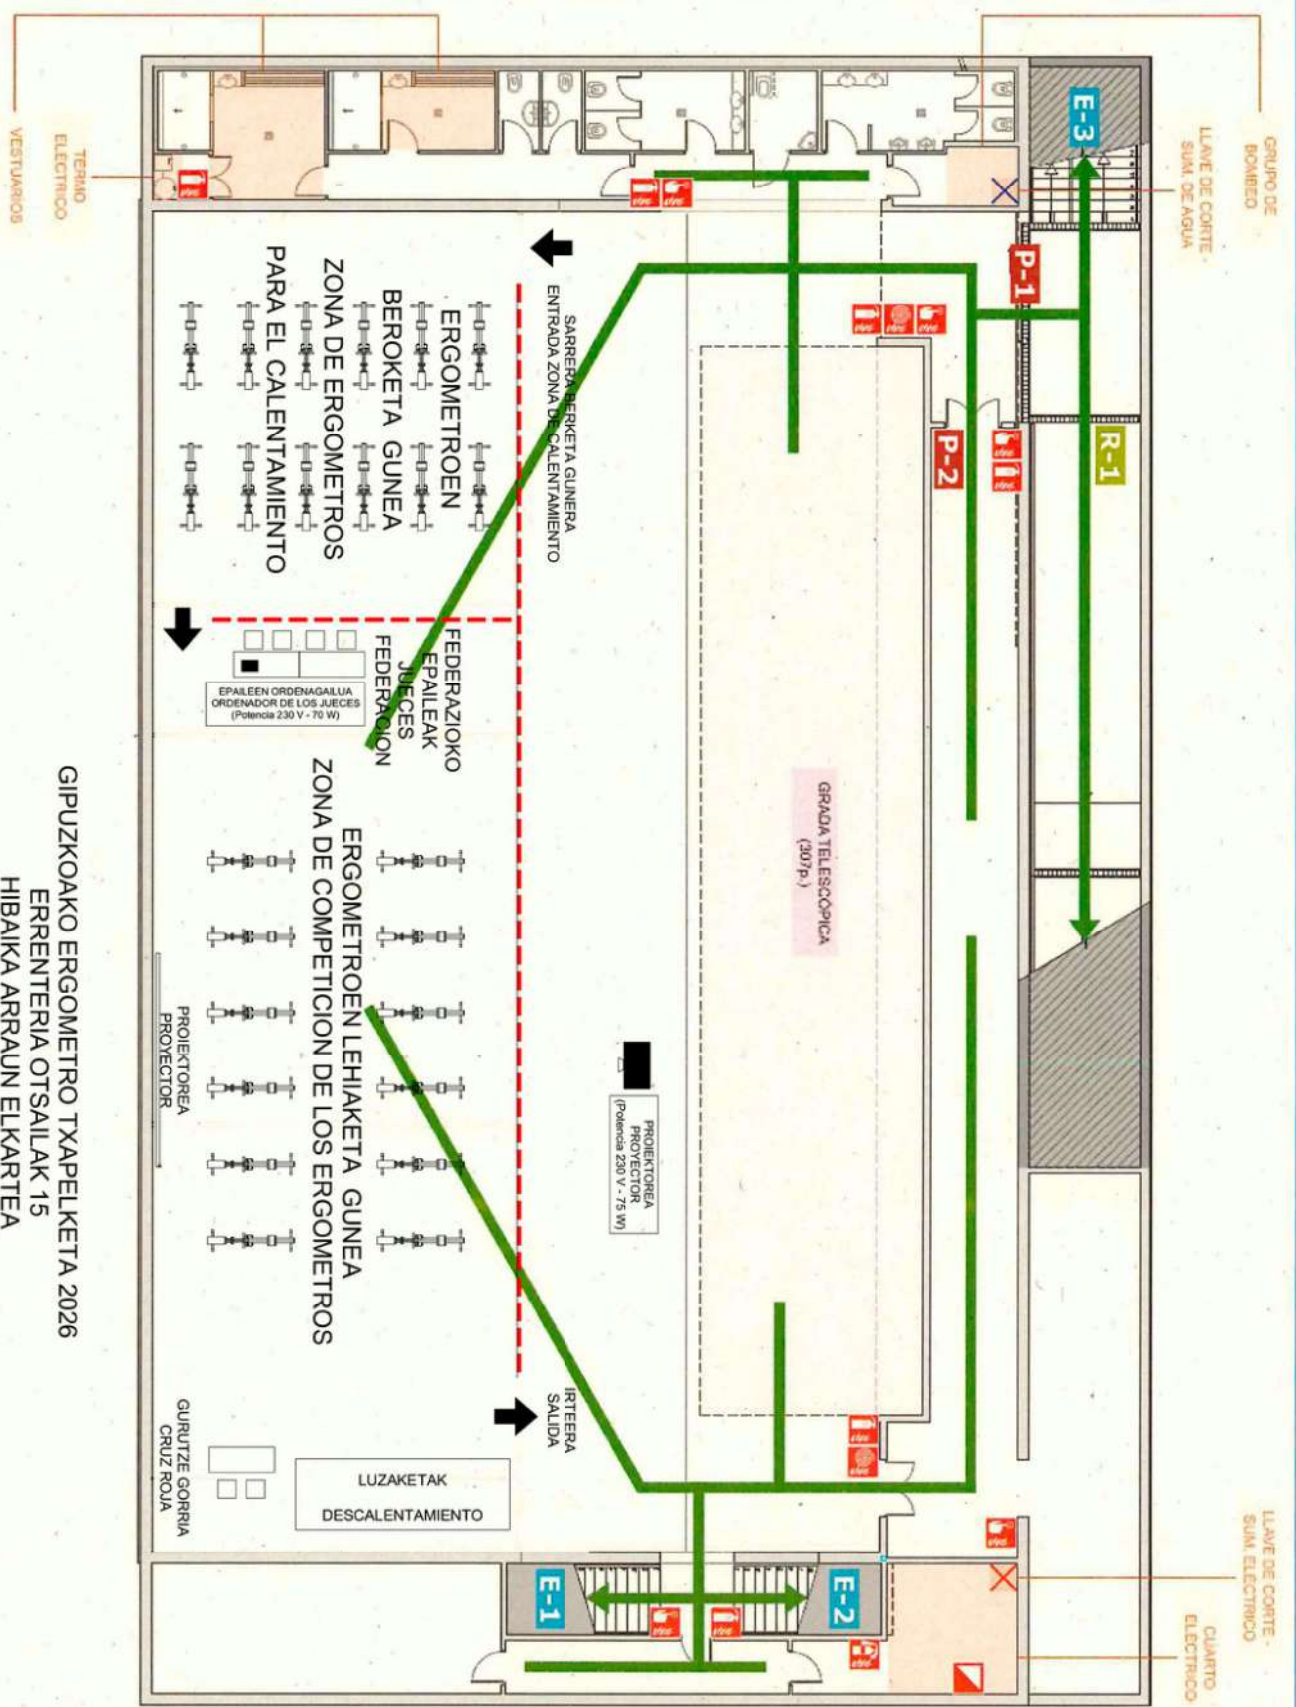 GRUPO DE
BOMBEO
LLAVE DE CORTE -
SUM. DE AGUA
E-3
P-1
R-1
P-2
TERMO
ELECTRICO
VESTUARIOS
SARRERA BERKETA GUNERA
ENTRADA ZONA DE CALENTAMIENTO
ERGOMETROEN
BEROKETA GUNEA
ZONA DE ERGOMETROS
PARA EL CALENTAMIENTO
FEDERAZIOKO
EPAILEAK
JUECES
FEDERACION
EPAILEEN ORDENAGAILUA
ORDENADOR DE LOS JUECES
(Potencia 230 V - 70 W)
GRADA TELESCÓPICA
(307p.)
PROIEKTOREA
PROYECTOR
(Potencia 230 V - 75 W)
ERGOMETROEN LEHIAKETA GUNEA
ZONA DE COMPETICION DE LOS ERGOMETROS
PROIEKTOREA
PROYECTOR
IRTEERA
SALIDA
GURUTZE GORRIA
CRUZ ROJA
LUZAKETAK
DESCALENTAMIENTO
E-1
E-2
LLAVE DE CORTE -
SUM. ELÉCTRICO
CUARTO
ELÉCTRICO
GIPUZKOAKO ERGOMETRO TXAPELKETA 2026
ERRENTERIA OTSAILAK 15
HIBAIKA ARRAUN ELKARTEA